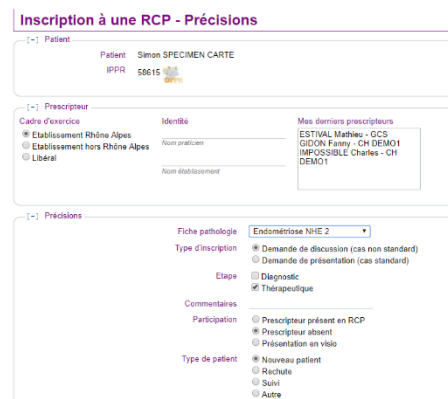 Inscription à une RCP - Précisions
[-] Patient
Patient Simon SPECIMEN CARTE
IPPR 58615
[-] Prescripteur
Cadre d'exercice Identité Mes derniers prescripteurs
Etablissement Rhône Alpes ESTIVAL Mathieu - GCS
Etablissement hors Rhône Alpes Nom praticien GIDON Fanny - CH DEMO1
Libéral IMPOSSIBLE Charles - CH
DEMO1
Nom établissement
[-] Précisions
Fiche pathologie Endométriose NHE 2
Type d'inscription Demande de discussion (cas non standard)
Demande de présentation (cas standard)
Etape Diagnostic
Thérapeutique
Commentaires
Participation Prescripteur présent en RCP
Prescripteur absent
Présentation en visio
Type de patient Nouveau patient
Rechute
Suivi
Autre